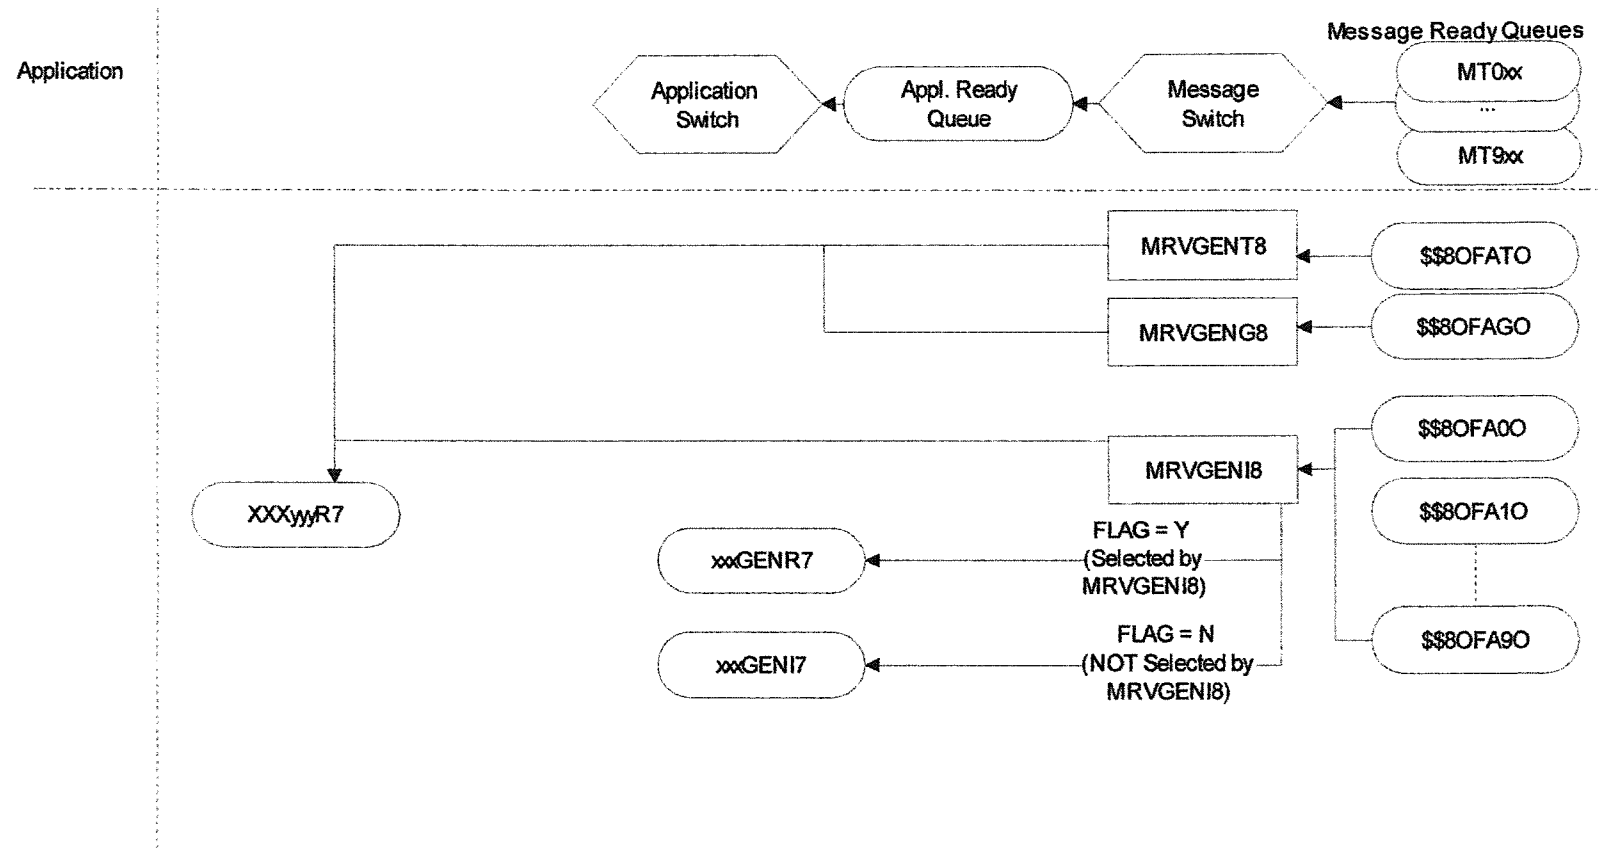 Message Ready Queues
Application
Application
Switch
Appl. Ready
Queue
Message
Switch
MT0xx
...
MT9xx
MRVGENT8
$$8OFATO
MRVGENG8
$$8OFAGO
$$8OFA0O
MRVGENI8
XXXyyyR7
$$8OFA1O
FLAG = Y
(Selected by
MRVGENI8)
xxxGENR7
FLAG = N
(NOT Selected by
MRVGENI8)
xxxGENI7
$$8OFA9O